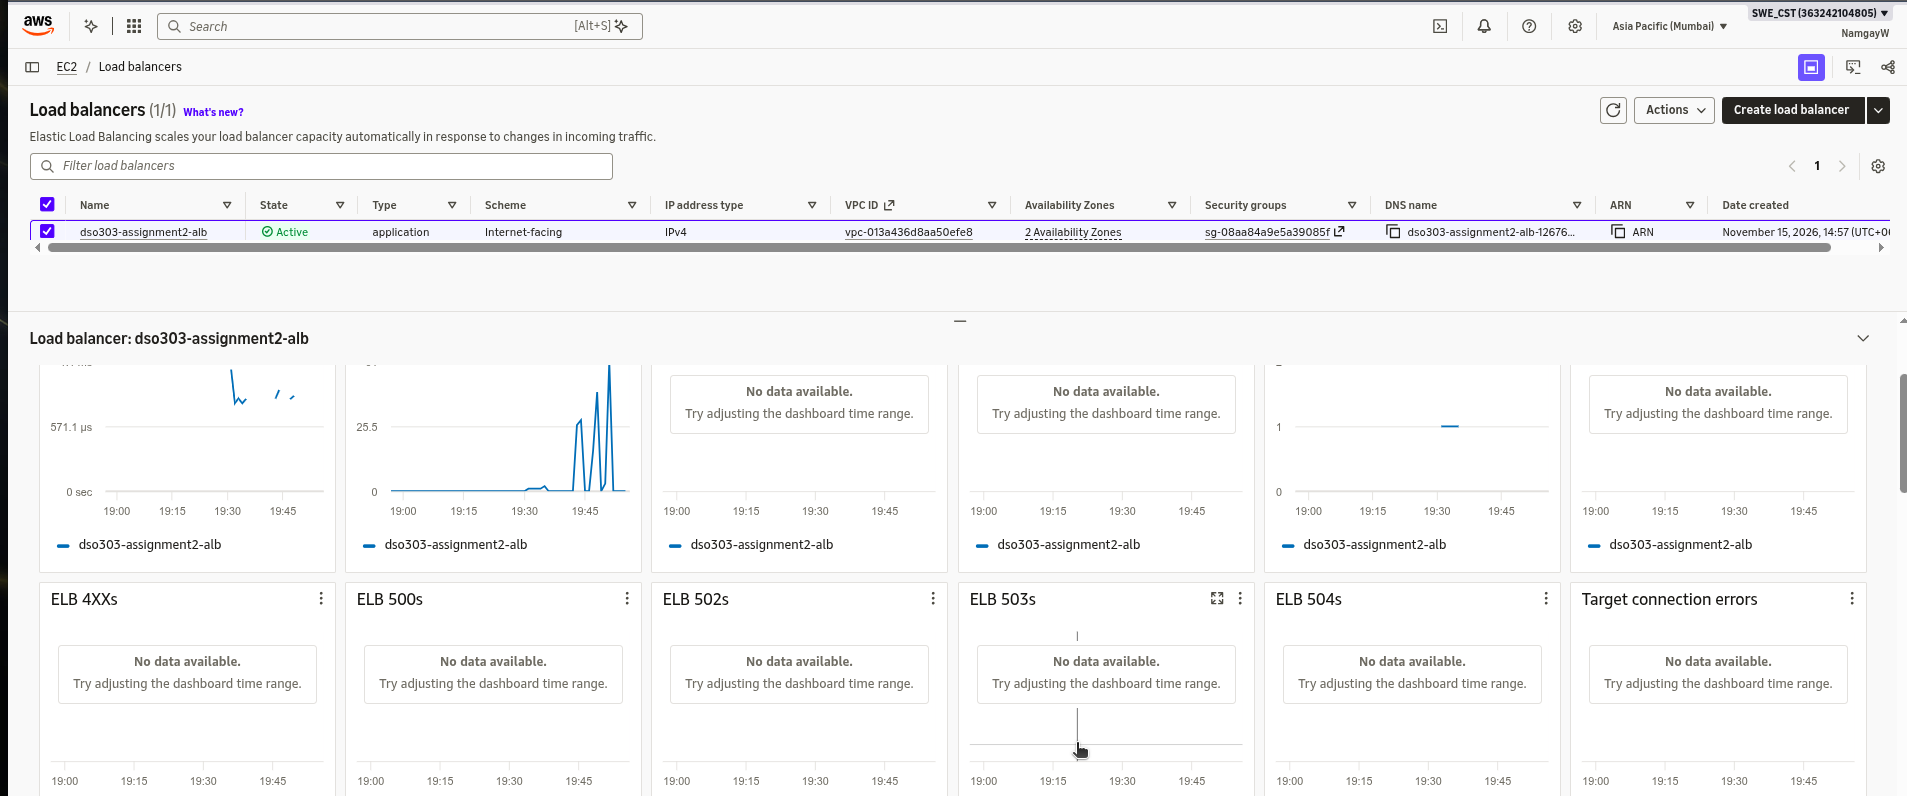 aws
Search
[Alt+S]
Asia Pacific (Mumbai)
SWE_CST (363242104805)
NamgayW
EC2 / Load balancers
Load balancers (1/1) What's new?
Actions
Create load balancer
Elastic Load Balancing scales your load balancer capacity automatically in response to changes in incoming traffic.
Filter load balancers
1
Name State Type Scheme IP address type VPC ID Availability Zones Security groups DNS name ARN Date created
dso303-assignment2-alb Active application Internet-facing IPv4 vpc-013a436d8aa50efe8 2 Availability Zones sg-08aa84a9e5a39085f dso303-assignment2-alb-12676... ARN November 15, 2026, 14:57
Load balancer: dso303-assignment2-alb
571.1 µs
0 sec
19:00 19:15 19:30 19:45
dso303-assignment2-alb
25.5
0
19:00 19:15 19:30 19:45
dso303-assignment2-alb
No data available.
Try adjusting the dashboard time range.
19:00 19:15 19:30 19:45
dso303-assignment2-alb
No data available.
Try adjusting the dashboard time range.
19:00 19:15 19:30 19:45
dso303-assignment2-alb
1
0
19:00 19:15 19:30 19:45
dso303-assignment2-alb
No data available.
Try adjusting the dashboard time range.
19:00 19:15 19:30 19:45
dso303-assignment2-alb
ELB 4XXs
No data available.
Try adjusting the dashboard time range.
19:00 19:15 19:30 19:45
ELB 500s
No data available.
Try adjusting the dashboard time range.
19:00 19:15 19:30 19:45
ELB 502s
No data available.
Try adjusting the dashboard time range.
19:00 19:15 19:30 19:45
ELB 503s
No data available.
Try adjusting the dashboard time range.
19:00 19:15 19:30 19:45
ELB 504s
No data available.
Try adjusting the dashboard time range.
19:00 19:15 19:30 19:45
Target connection errors
No data available.
Try adjusting the dashboard time range.
19:00 19:15 19:30 19:45